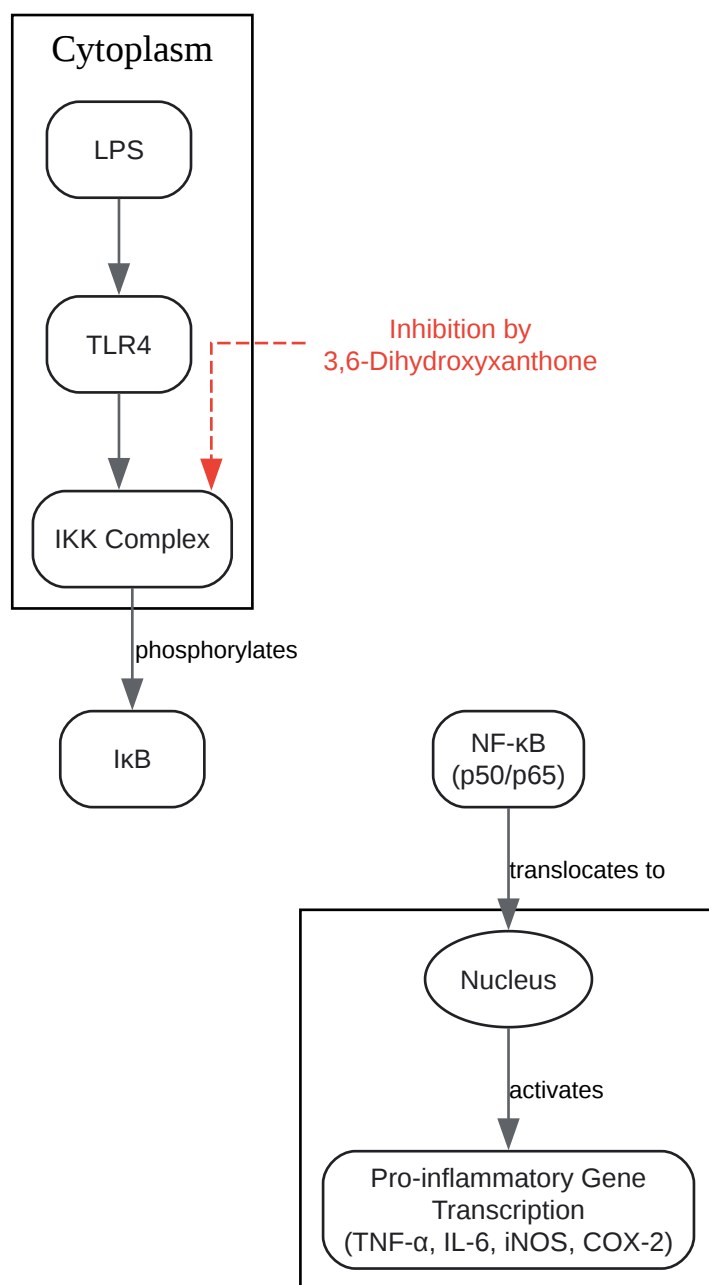 Cytoplasm
LPS
TLR4
Inhibition by
3,6-Dihydroxyxanthone
IKK Complex
phosphorylates
IκB
NF-κB
(p50/p65)
translocates to
Nucleus
activates
Pro-inflammatory Gene
Transcription
(TNF-α, IL-6, iNOS, COX-2)